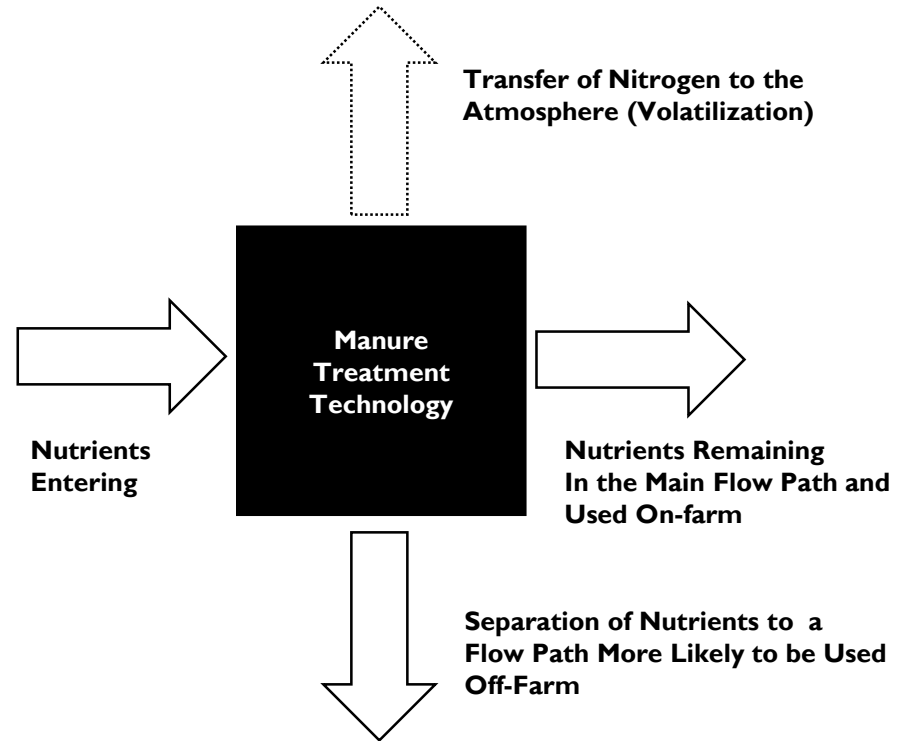 Transfer of Nitrogen to the
Atmosphere (Volatilization)
Manure
Treatment
Technology
Nutrients
Entering
Nutrients Remaining
In the Main Flow Path and
Used On-farm
Separation of Nutrients to a
Flow Path More Likely to be Used
Off-Farm